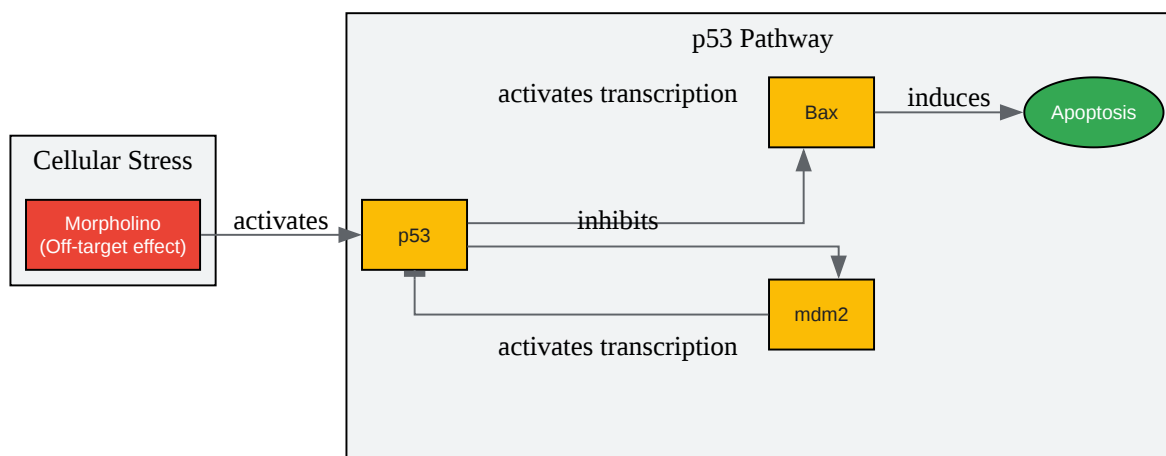 p53 Pathway
activates transcription
Bax
induces
Apoptosis
Cellular Stress
Morpholino
(Off-target effect)
activates
p53
inhibits
mdm2
activates transcription